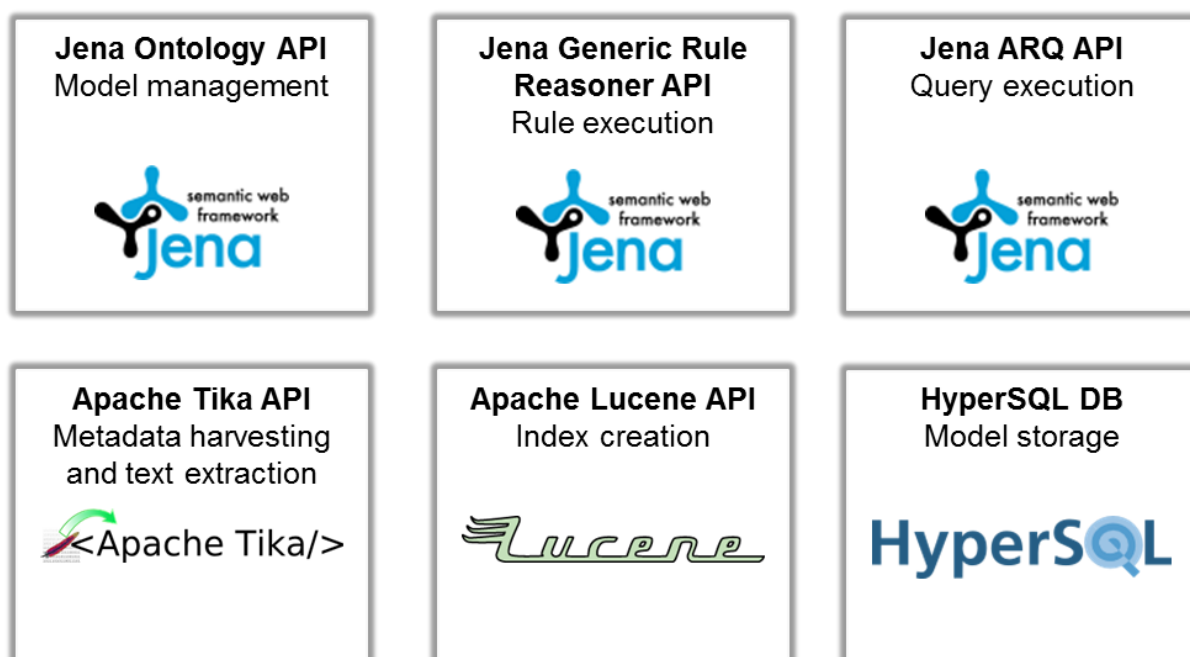 Jena Ontology API
Model management
semantic web
framework
Jena
Jena Generic Rule
Reasoner API
Rule execution
semantic web
framework
Jena
Jena ARQ API
Query execution
semantic web
framework
Jena
Apache Tika API
Metadata harvesting
and text extraction
<Apache Tika/>
Apache Lucene API
Index creation
Lucene
HyperSQL DB
Model storage
HyperSQL